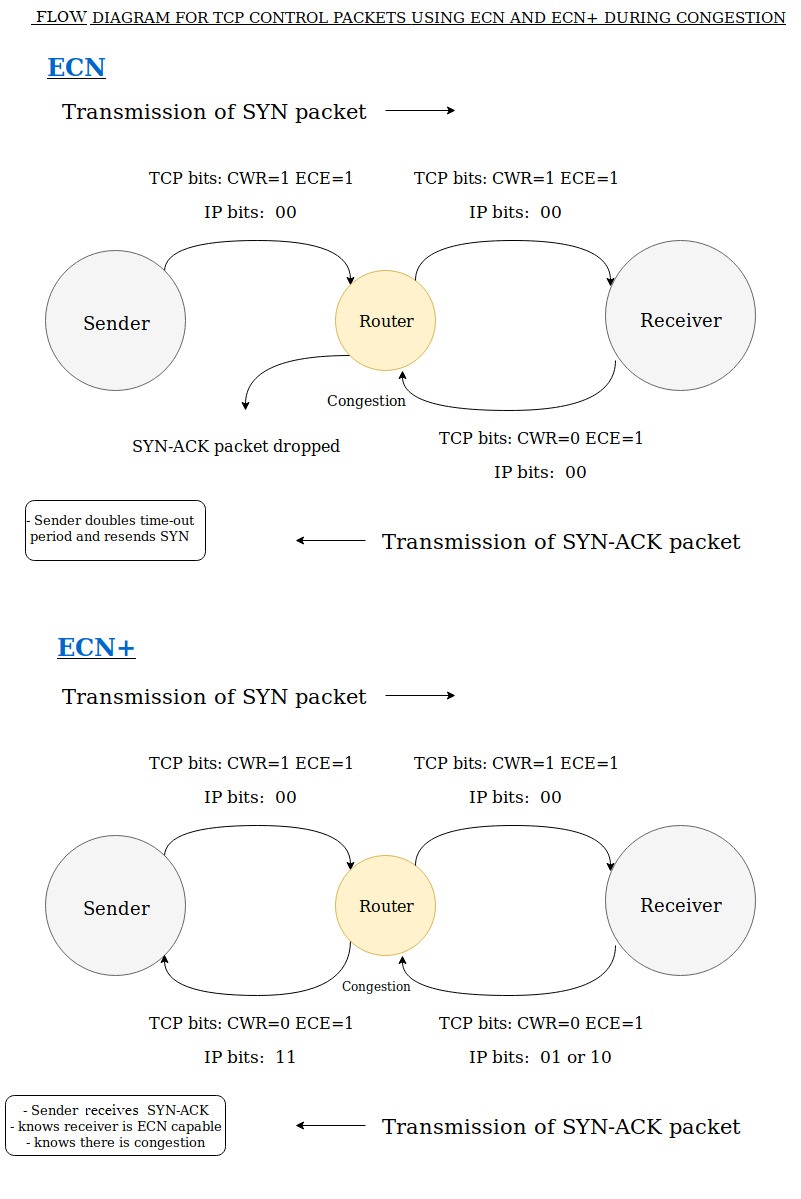 FLOW DIAGRAM FOR TCP CONTROL PACKETS USING ECN AND ECN+ DURING CONGESTION
ECN
Transmission of SYN packet
TCP bits: CWR=1 ECE=1
IP bits: 00
TCP bits: CWR=1 ECE=1
IP bits: 00
Sender
Router
Receiver
Congestion
SYN-ACK packet dropped
TCP bits: CWR=0 ECE=1
IP bits: 00
- Sender doubles time-out
period and resends SYN
Transmission of SYN-ACK packet
ECN+
Transmission of SYN packet
TCP bits: CWR=1 ECE=1
IP bits: 00
TCP bits: CWR=1 ECE=1
IP bits: 00
Sender
Router
Receiver
Congestion
TCP bits: CWR=0 ECE=1
IP bits: 11
TCP bits: CWR=0 ECE=1
IP bits: 01 or 10
- Sender receives SYN-ACK
- knows receiver is ECN capable
- knows there is congestion
Transmission of SYN-ACK packet